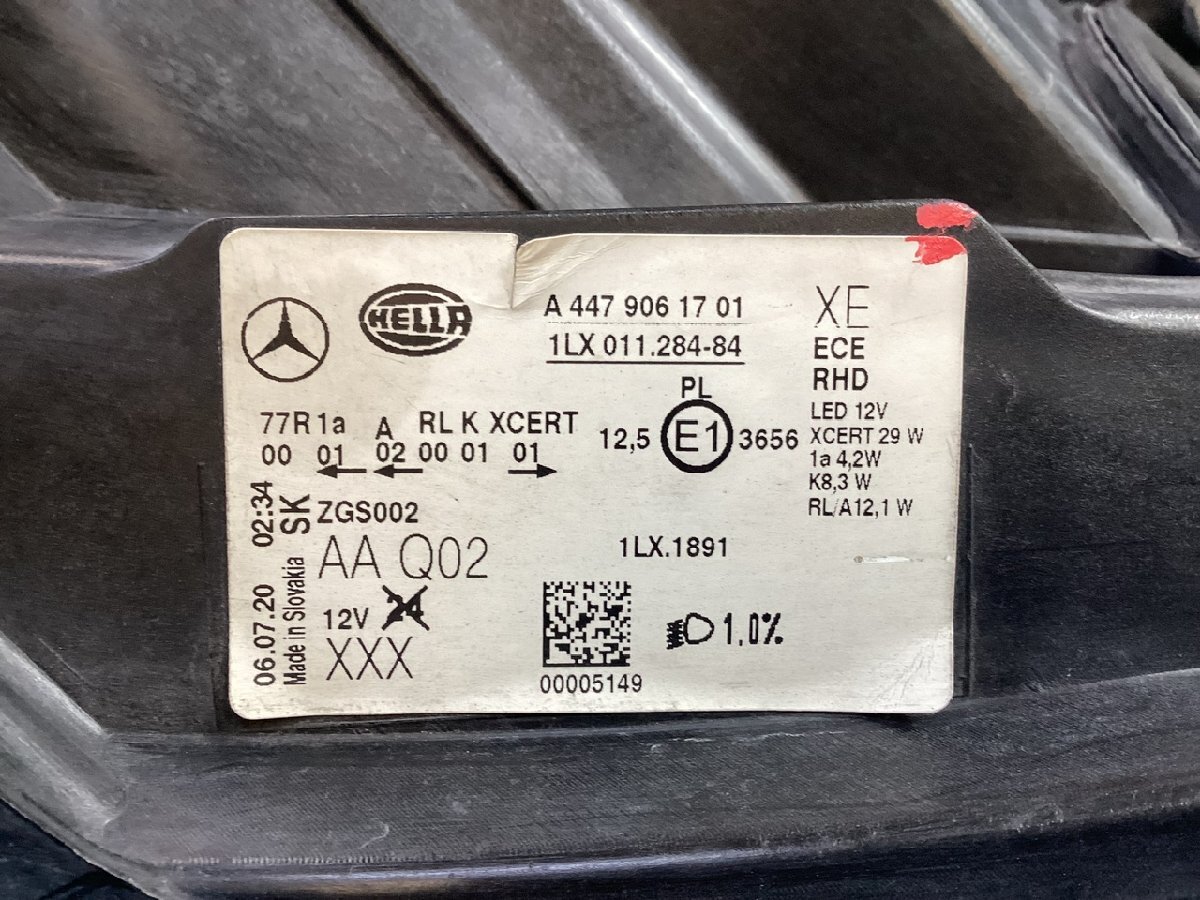 HELLA
A 447 906 17 01
1LX 011.284-84
XE
ECE
RHD
LED 12V
XCERT 29 W
1a 4,2W
K8,3 W
RL/A12,1 W
PL
12,5 E1 3656
77R 1a A RL K XCERT
00 01 02 00 01 01
ZGS002
AA Q02
12V 24
XXX
06.07.20 02:34
Made in Slovakia SK
1LX.1891
1,0%
00005149